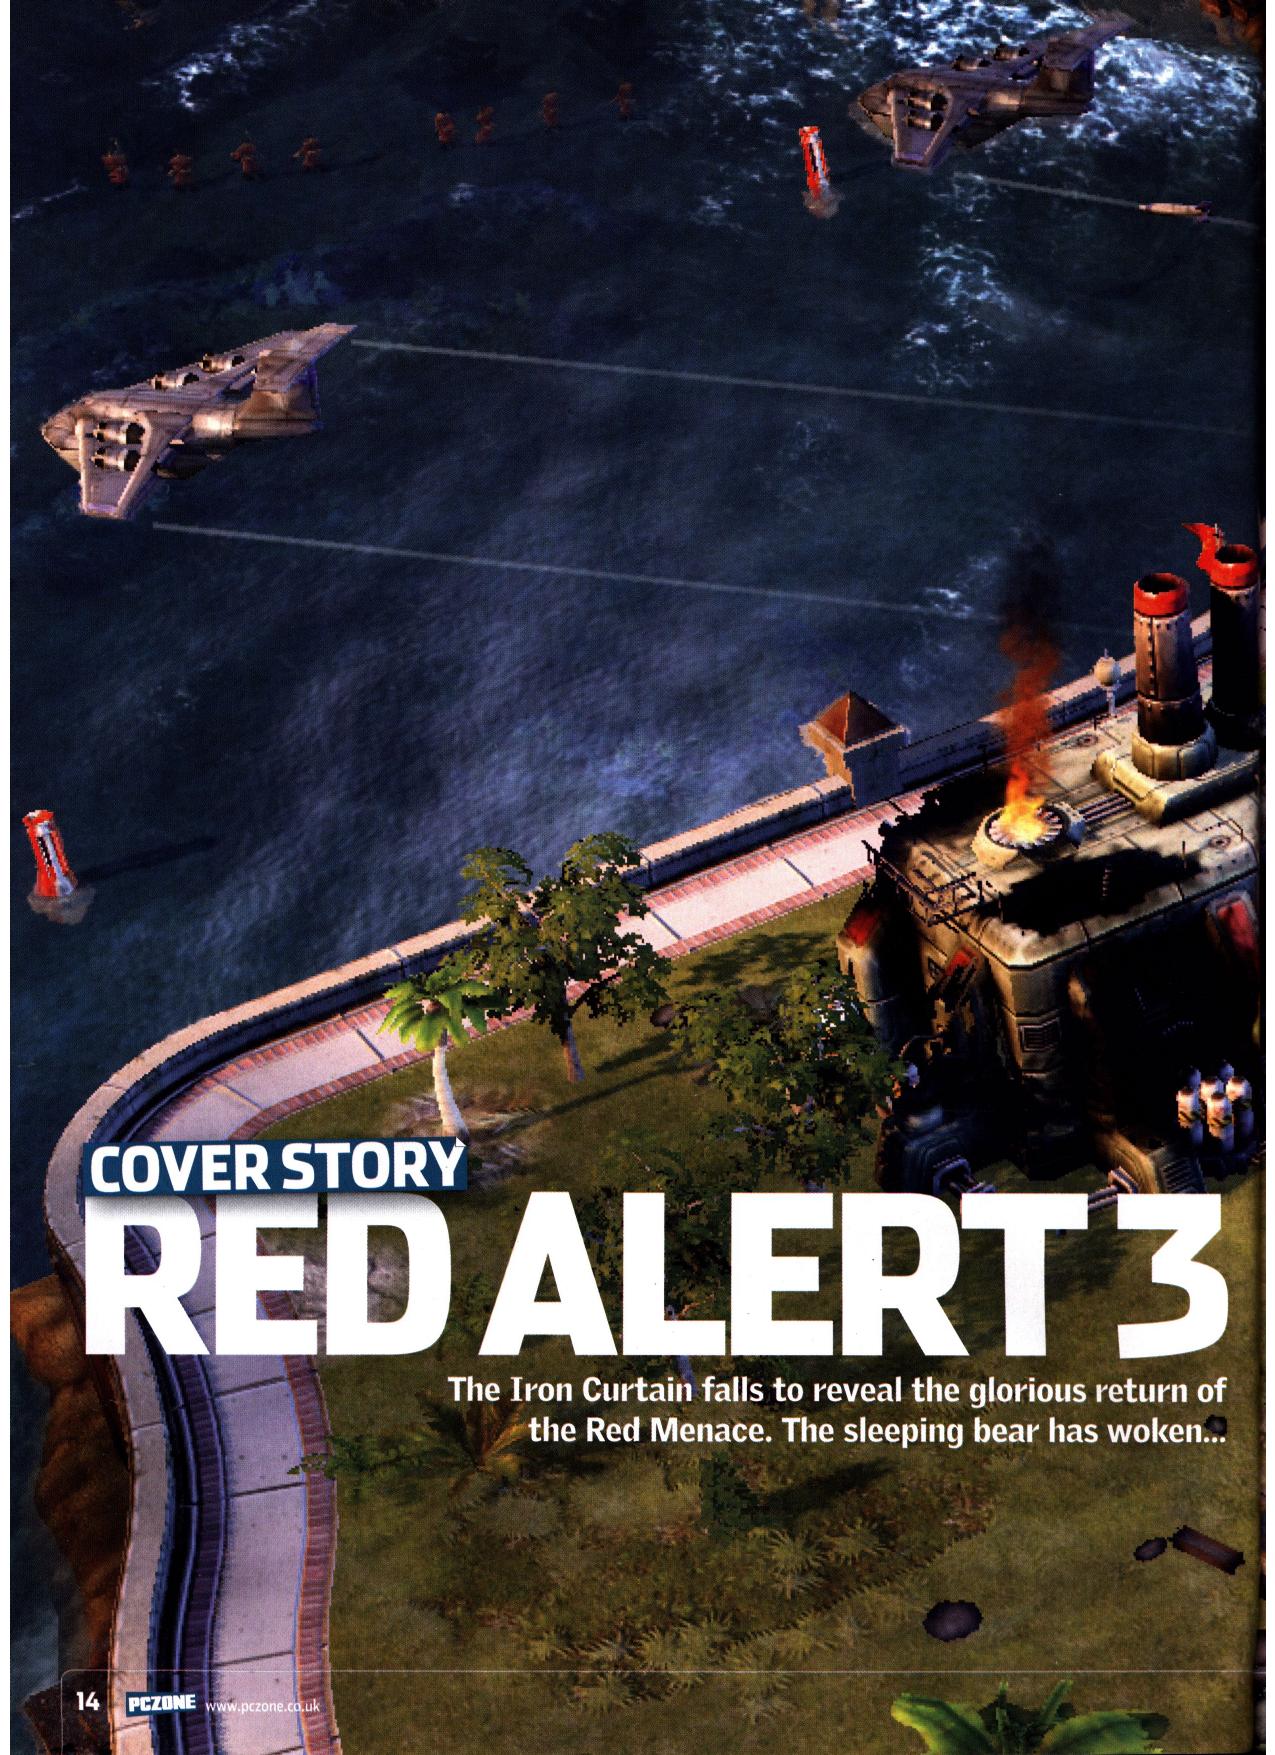 COVER STORY
RED ALERT 3
The Iron Curtain falls to reveal the glorious return of
the Red Menace. The sleeping bear has woken...
14 PCZONE www.pczone.co.uk